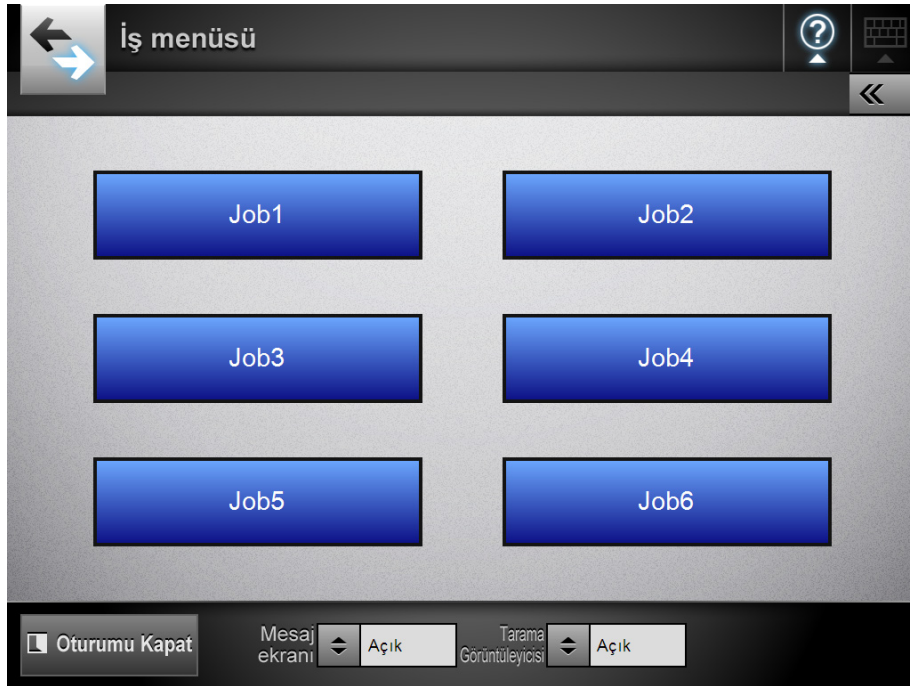 İş menüsü
Job1
Job2
Job3
Job4
Job5
Job6
Oturumu Kapat
Mesaj
ekranı
Açık
Tarama
Görüntüleyicisi
Açık